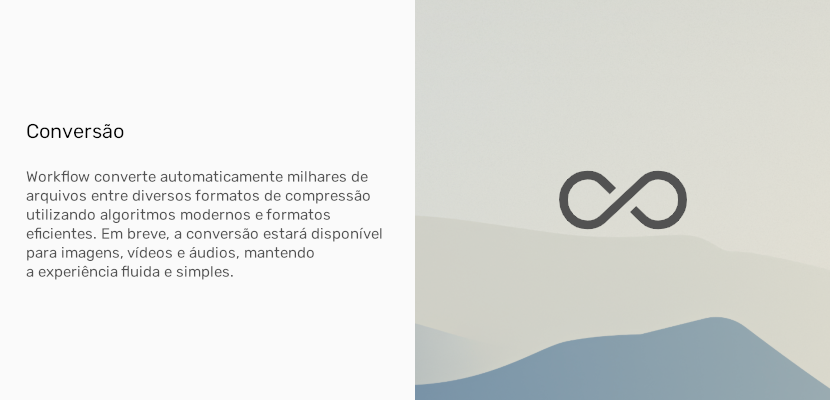 Conversão
Workflow converte automaticamente milhares de
arquivos entre diversos formatos de compressão
utilizando algoritmos modernos e formatos
eficientes. Em breve, a conversão estará disponível
para imagens, vídeos e áudios, mantendo
a experiência fluida e simples.